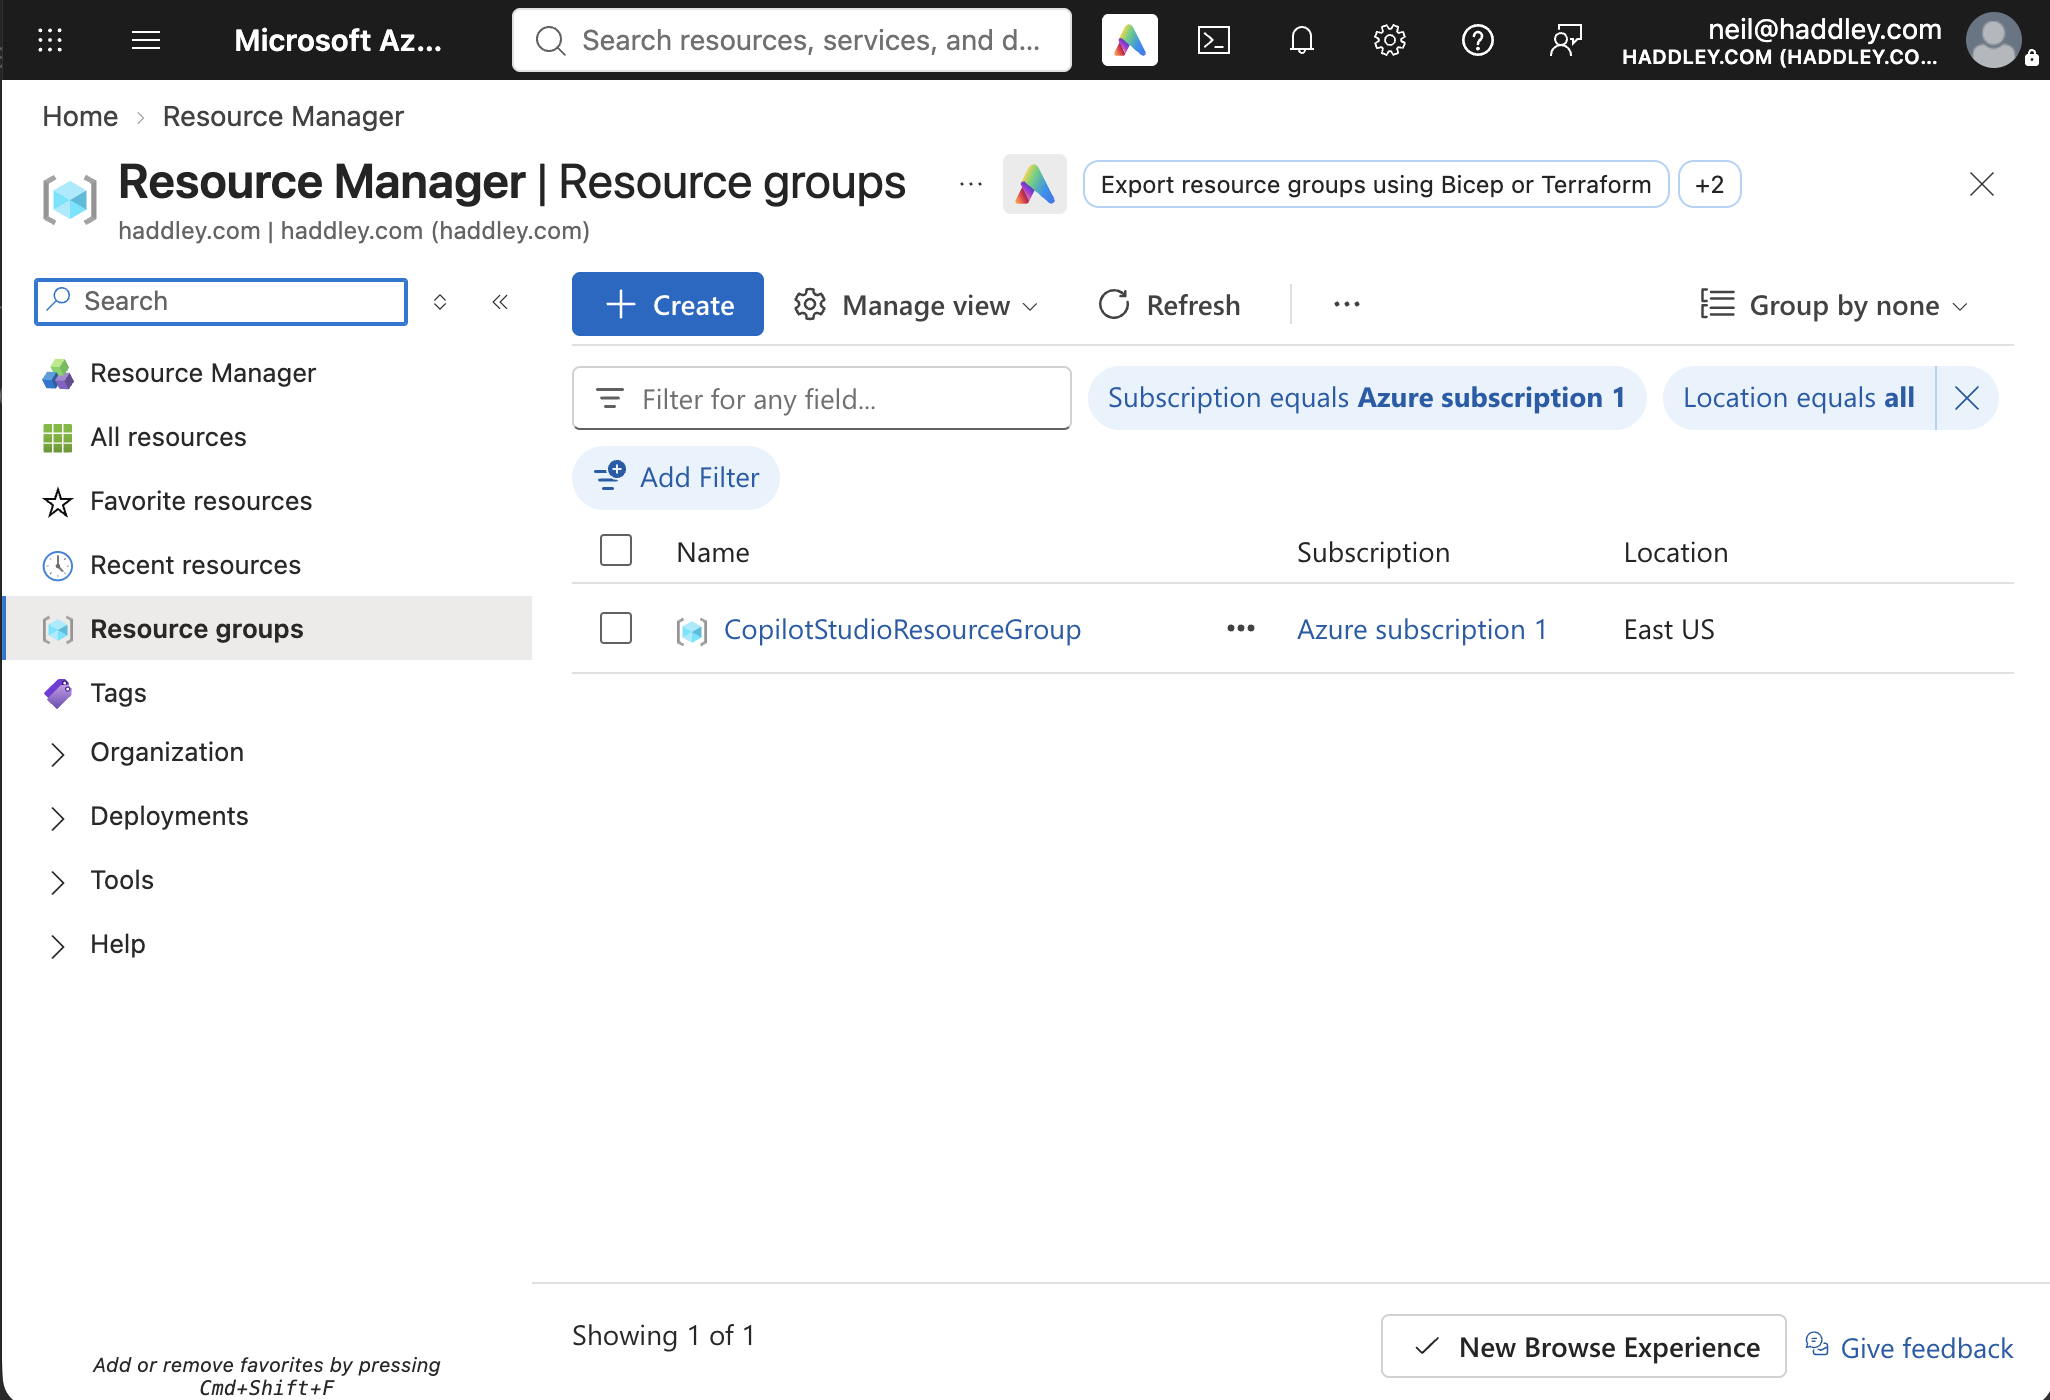 Microsoft Az...
Search resources, services, and d...
neil@haddley.com
HADDLEY.COM (HADDLEY.CO...
Home
Resource Manager
Resource Manager | Resource groups
...
Export resource groups using Bicep or Terraform
+2
haddley.com | haddley.com (haddley.com)
Search
Create
Manage view
Refresh
...
Group by none
Resource Manager
All resources
Favorite resources
Recent resources
Resource groups
Tags
Organization
Deployments
Tools
Help
Filter for any field...
Subscription equals Azure subscription 1
Location equals all
Add Filter
Name
Subscription
Location
CopilotStudioResourceGroup
...
Azure subscription 1
East US
Showing 1 of 1
New Browse Experience
Give feedback
Add or remove favorites by pressing
Cmd+Shift+F